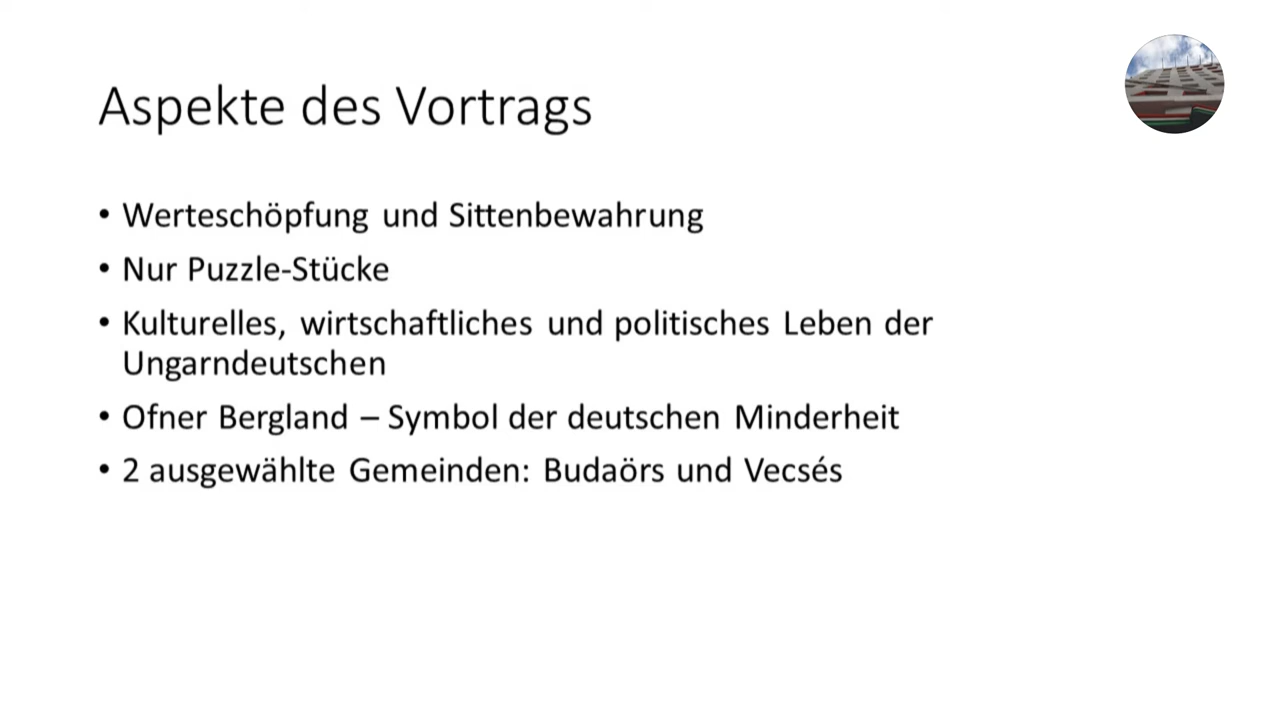 Aspekte des Vortrags
• Werteschöpfung und Sittenbewahrung
• Nur Puzzle-Stücke
• Kulturelles, wirtschaftliches und politisches Leben der
Ungarndeutschen
• Ofner Bergland – Symbol der deutschen Minderheit
• 2 ausgewählte Gemeinden: Budaörs und Vecsés